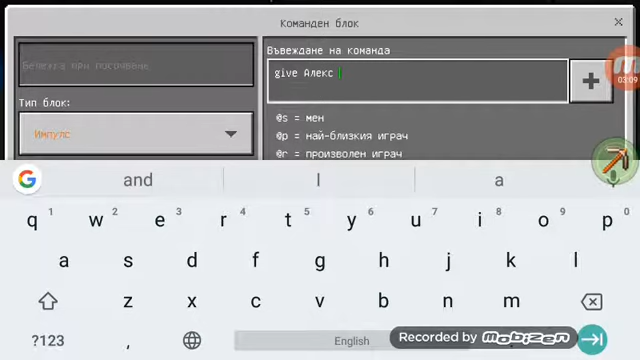 Команден блок
Бележка при посочване
Въвеждане на команда
give Алекс
Тип блок:
Импулс
@s = мен
@p = най-близкия играч
@r = произволен играч
03:09
and I a
q 1 w 2 e 3 r 4 t 5 y 6 u 7 i 8 o 9 p 0
a s d f g h j k l
z x c v b n m
?123 , English
Recorded by mobizen